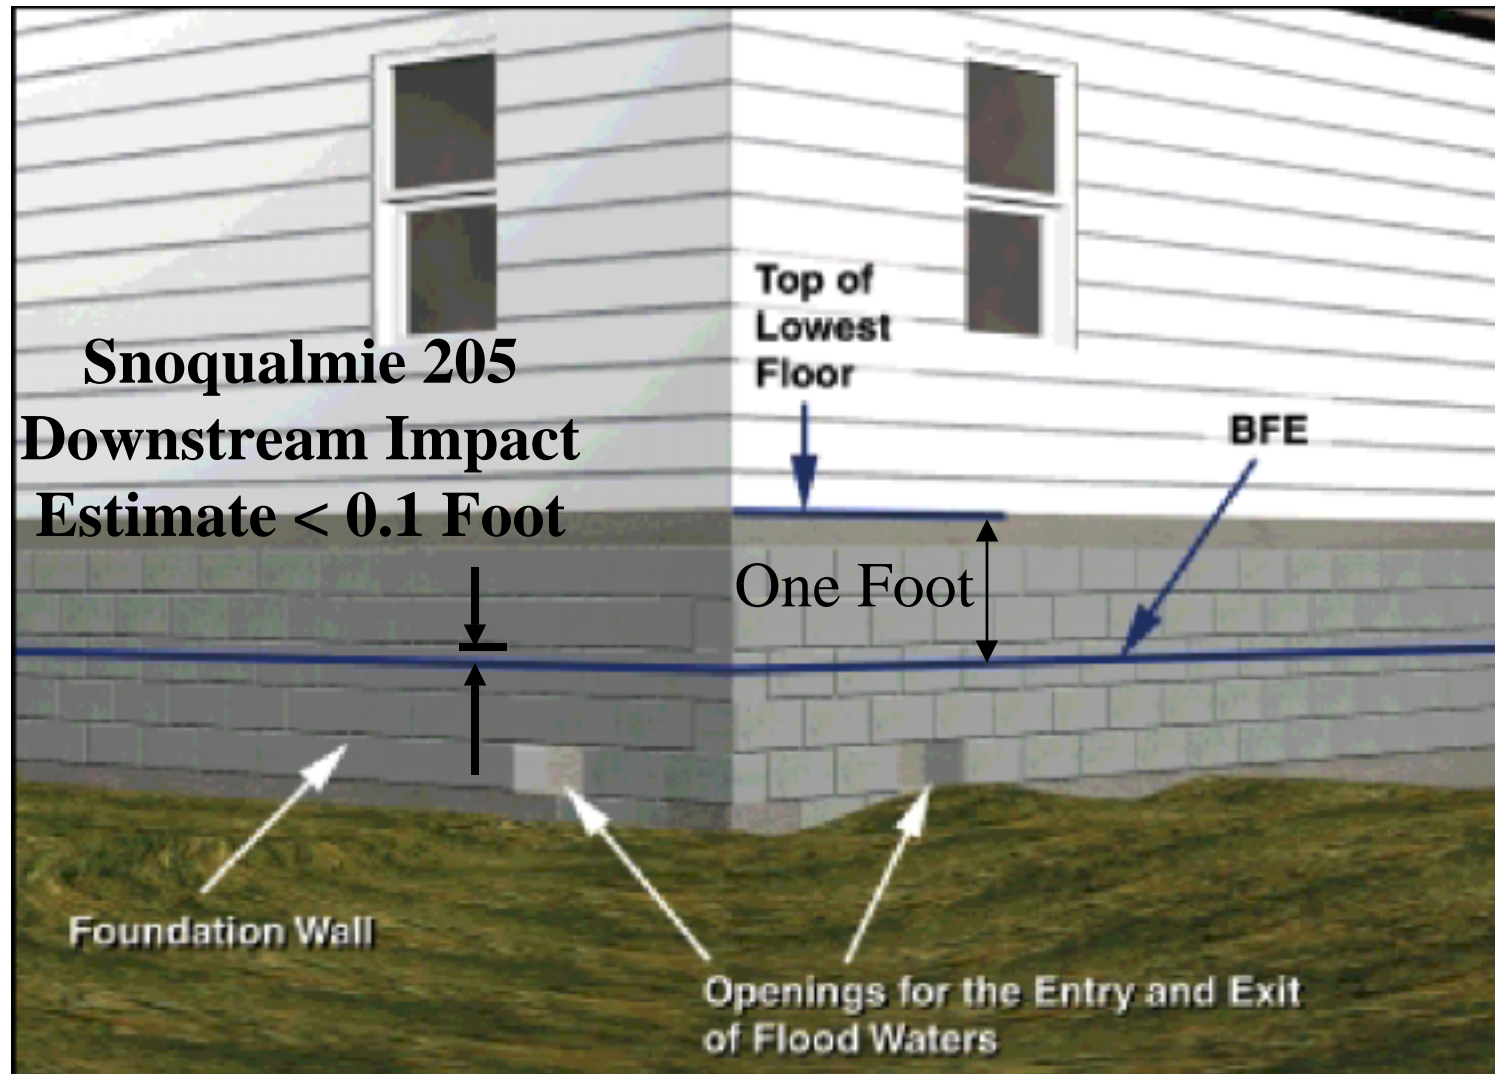 Top of
Lowest
Floor
Snoqualmie 205
Downstream Impact
Estimate < 0.1 Foot
BFE
One Foot
Foundation Wall
Openings for the Entry and Exit
of Flood Waters